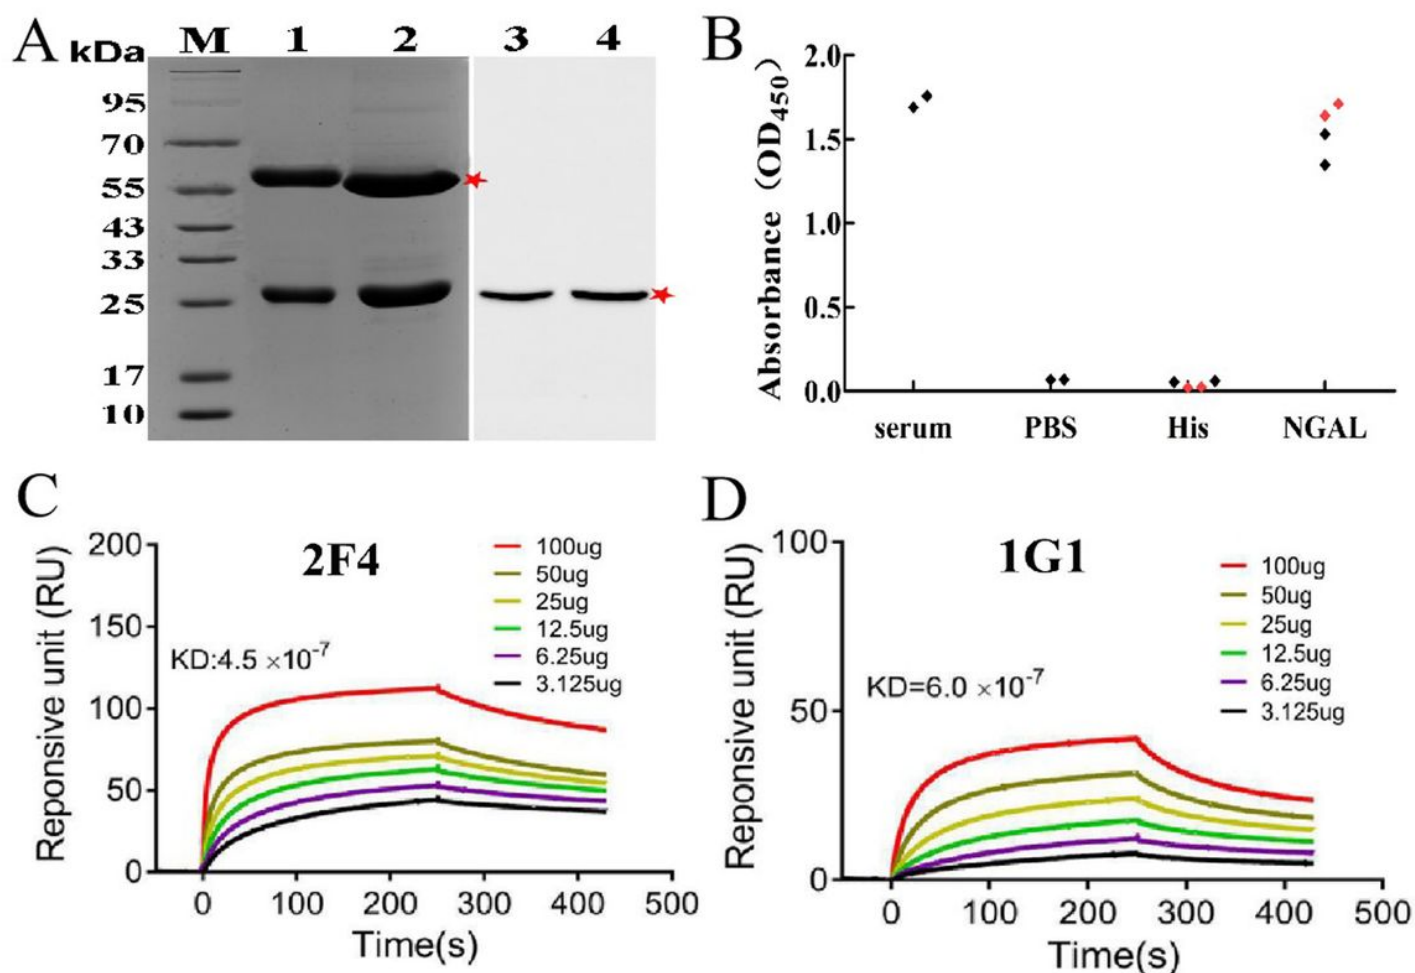 A
kDa M 1 2 3 4
95
70
55
43
33
25
17
10
B
Absorbance (OD450)
2.0
1.5
1.0
0.5
0.0
serum PBS His NGAL
C
2F4
Reponsive unit (RU)
200
150
100
50
0
KD:4.5 ×10-7
100ug
50ug
25ug
12.5ug
6.25ug
3.125ug
0 100 200 300 400 500
Time(s)
D
1G1
Reponsive unit (RU)
100
50
0
KD=6.0 ×10-7
100ug
50ug
25ug
12.5ug
6.25ug
3.125ug
0 100 200 300 400 500
Time(s)